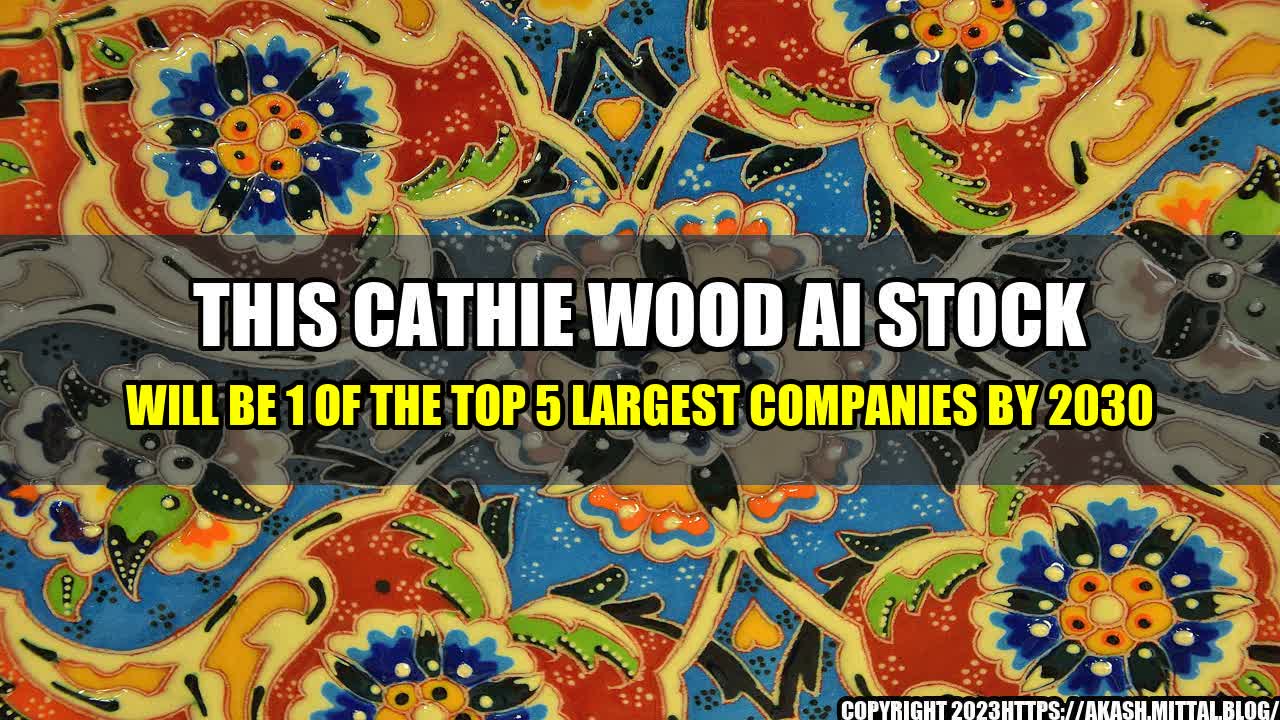 THIS CATHIE WOOD AI STOCK
WILL BE 1 OF THE TOP 5 LARGEST COMPANIES BY 2030
COPYRIGHT 2023HTTPS://AKASH.MITTAL.BLOG/